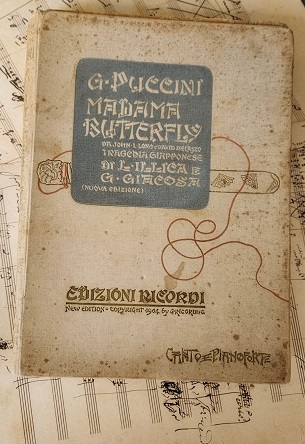 G·PUCCINI
MADAMA
BUTTERFLY
DA JOHN·L·LONG E DAVID BELASCO
TRAGEDIA GIAPPONESE
DI L·ILLICA E
G·GIACOSA
(NUOVA EDIZIONE)
EDIZIONI RICORDI
NEW EDITION - COPYRIGHT 1904 BY G·RICORDI & C
CANTO E PIANOFORTE